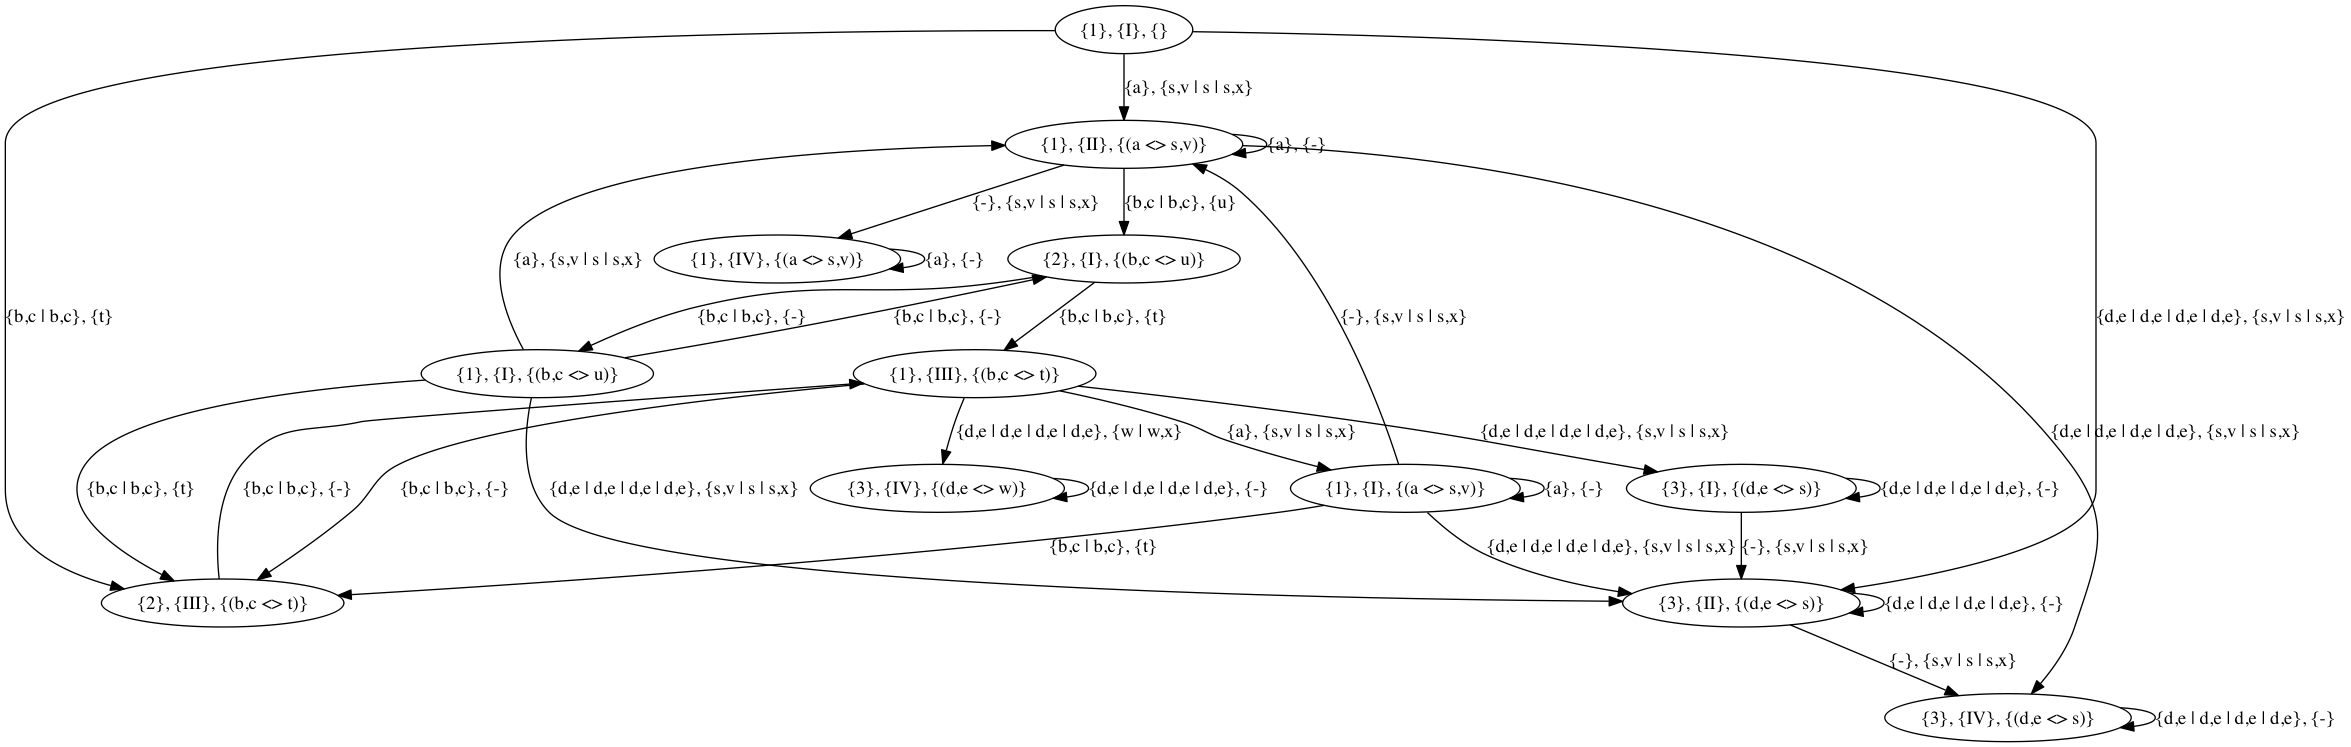 {1}, {I}, {}
{a}, {s,v | s | s,x}
{1}, {II}, {(a <> s,v)}
{a}, {-}
{-}, {s,v | s | s,x}
{b,c | b,c}, {u}
{a}, {s,v | s | s,x}
{1}, {IV}, {(a <> s,v)}
{a}, {-}
{2}, {I}, {(b,c <> u)}
{b,c | b,c}, {t}
{b,c | b,c}, {-}
{b,c | b,c}, {-}
{b,c | b,c}, {t}
{-}, {s,v | s | s,x}
{d,e | d,e | d,e | d,e}, {s,v | s | s,x}
{1}, {I}, {(b,c <> u)}
{1}, {III}, {(b,c <> t)}
{d,e | d,e | d,e | d,e}, {w | w,x}
{a}, {s,v | s | s,x}
{d,e | d,e | d,e | d,e}, {s,v | s | s,x}
{d,e | d,e | d,e | d,e}, {s,v | s | s,x}
{b,c | b,c}, {t}
{b,c | b,c}, {-}
{b,c | b,c}, {-}
{d,e | d,e | d,e | d,e}, {s,v | s | s,x}
{3}, {IV}, {(d,e <> w)}
{d,e | d,e | d,e | d,e}, {-}
{1}, {I}, {(a <> s,v)}
{a}, {-}
{3}, {I}, {(d,e <> s)}
{d,e | d,e | d,e | d,e}, {-}
{b,c | b,c}, {t}
{d,e | d,e | d,e | d,e}, {s,v | s | s,x}
{-}, {s,v | s | s,x}
{2}, {III}, {(b,c <> t)}
{3}, {II}, {(d,e <> s)}
{d,e | d,e | d,e | d,e}, {-}
{-}, {s,v | s | s,x}
{3}, {IV}, {(d,e <> s)}
{d,e | d,e | d,e | d,e}, {-}